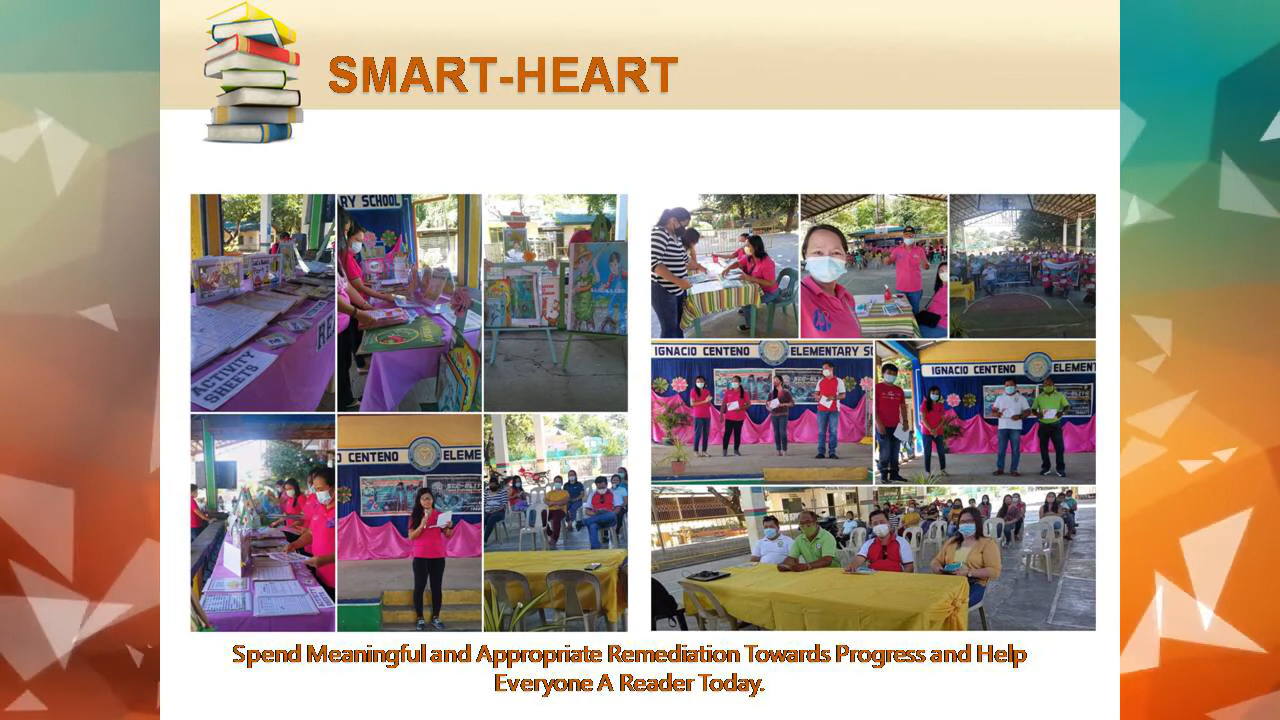 SMART-HEART
RY SCHOOL
ACTIVITY
SHEETS
O CENTENO ELEME
IGNACIO CENTENO ELEMENTARY SC
IGNACIO CENTENO ELEMENT
Spend Meaningful and Appropriate Remediation Towards Progress and Help
Everyone A Reader Today.